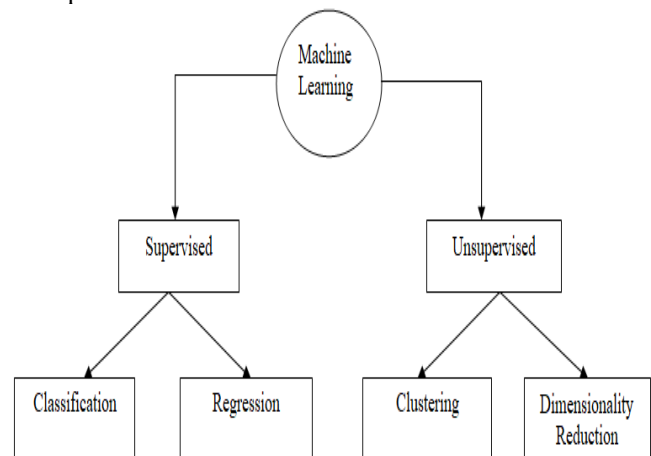 Machine
Learning
Supervised
Unsupervised
Classification
Regression
Clustering
Dimensionality
Reduction